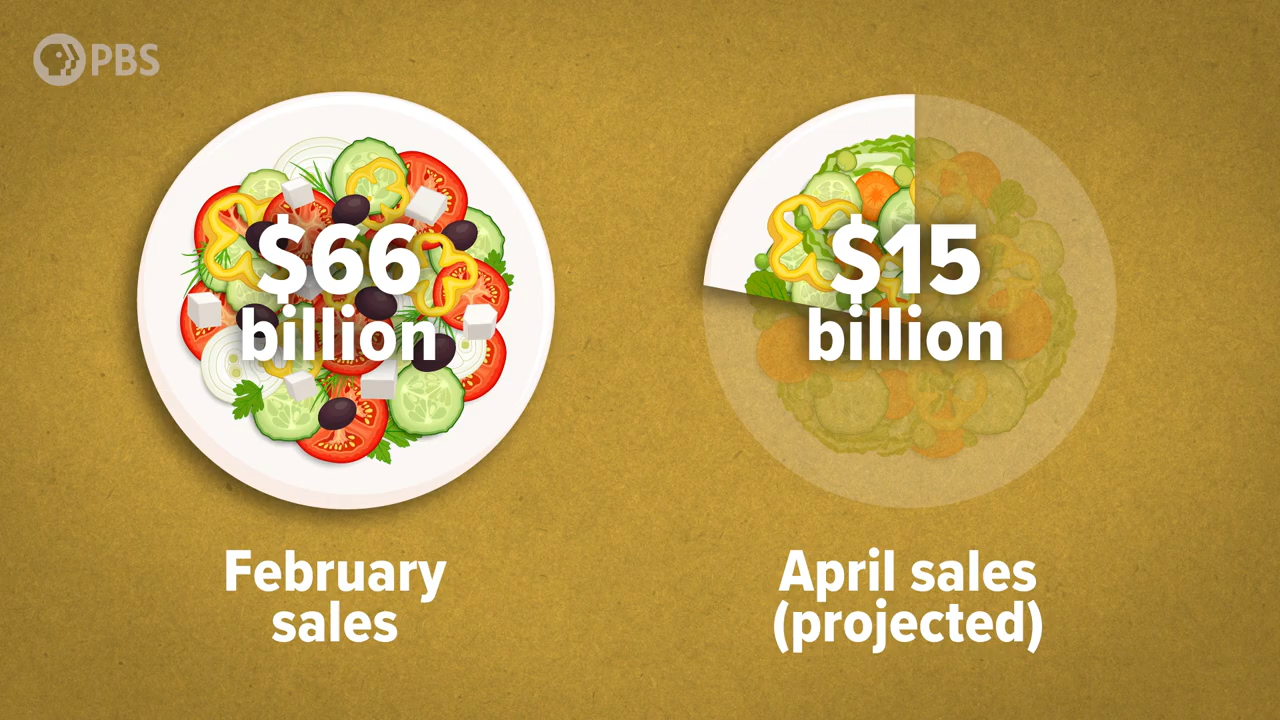 PBS
$66
billion
February
sales
$15
billion
April sales
(projected)